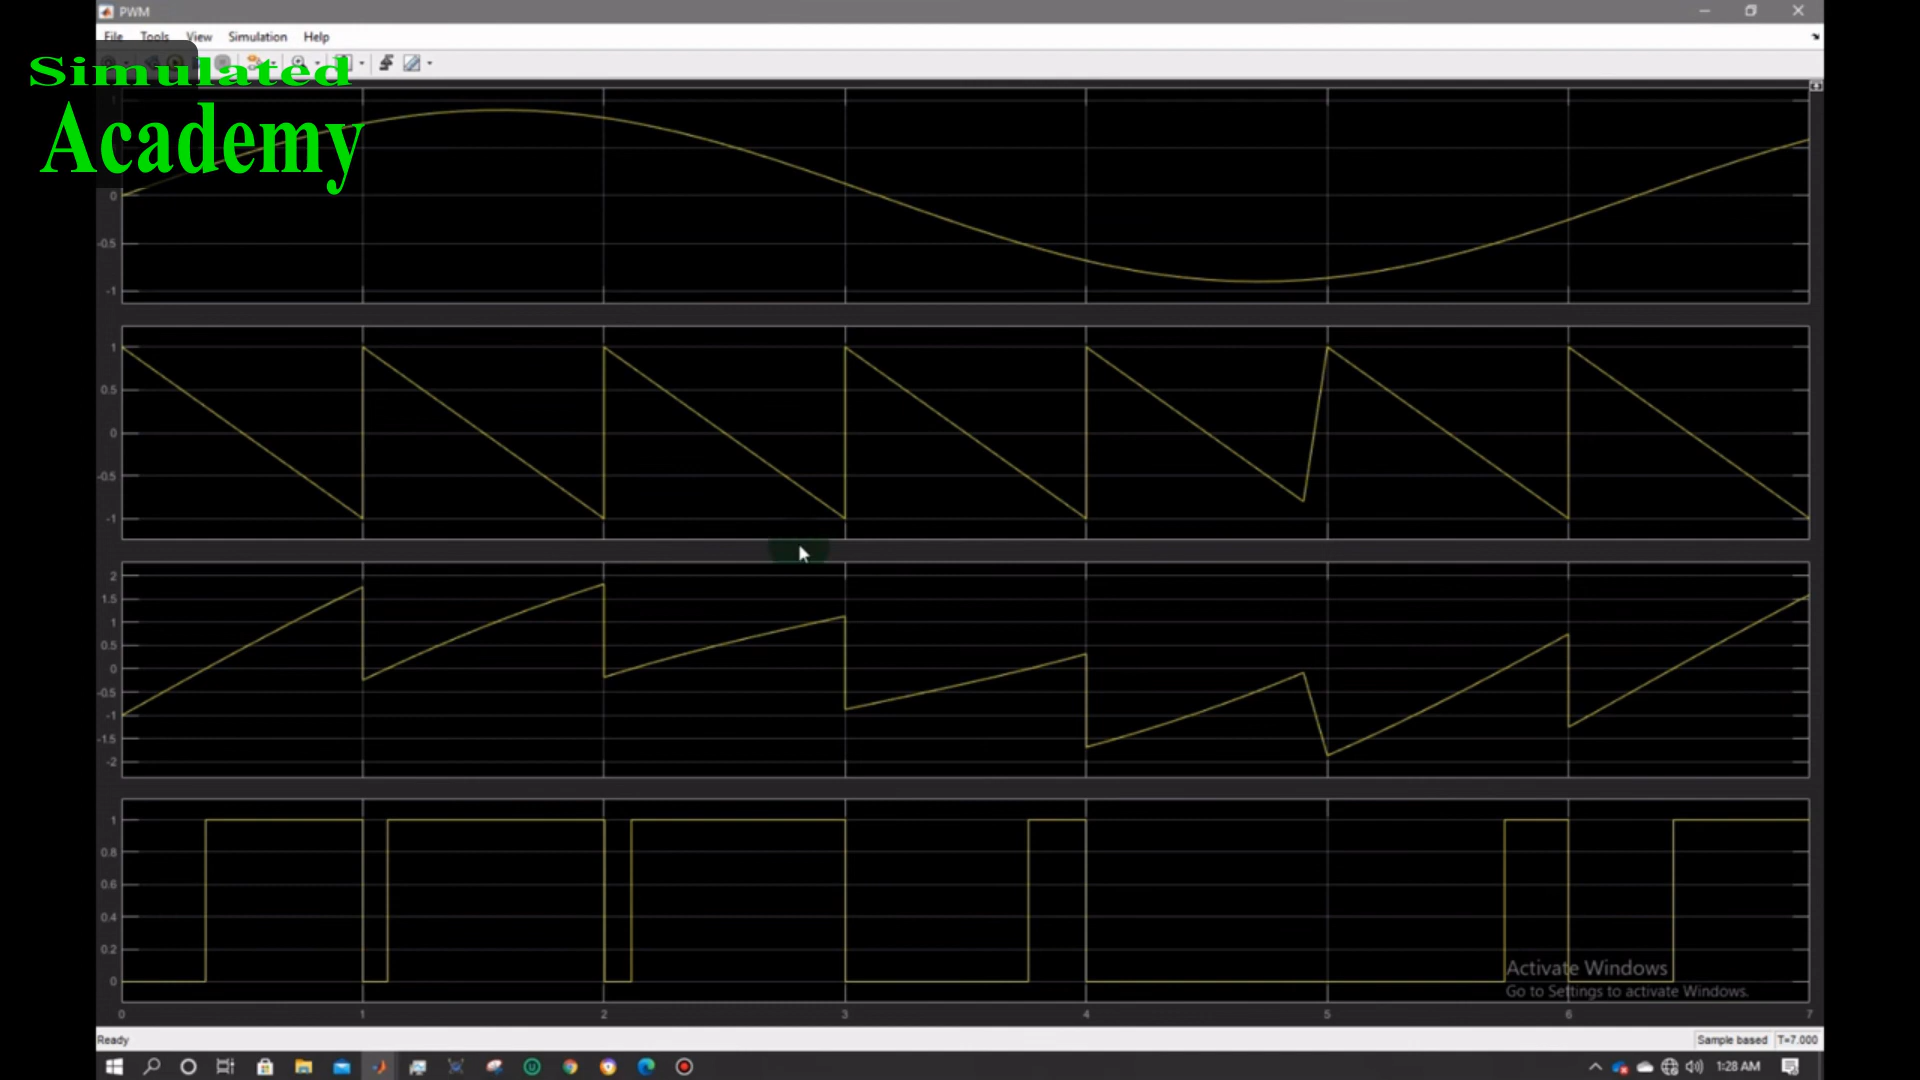 PWM
File Tools View Simulation Help
Simulated
Academy
1
0
-0.5
-1
1
0.5
0
-0.5
-1
2
1.5
1
0.5
0
-0.5
-1
-1.5
-2
1
0.8
0.6
0.4
0.2
0
0 1 2 3 4 5 6 7
Activate Windows
Go to Settings to activate Windows.
Ready Sample based T=7.000
1:28 AM